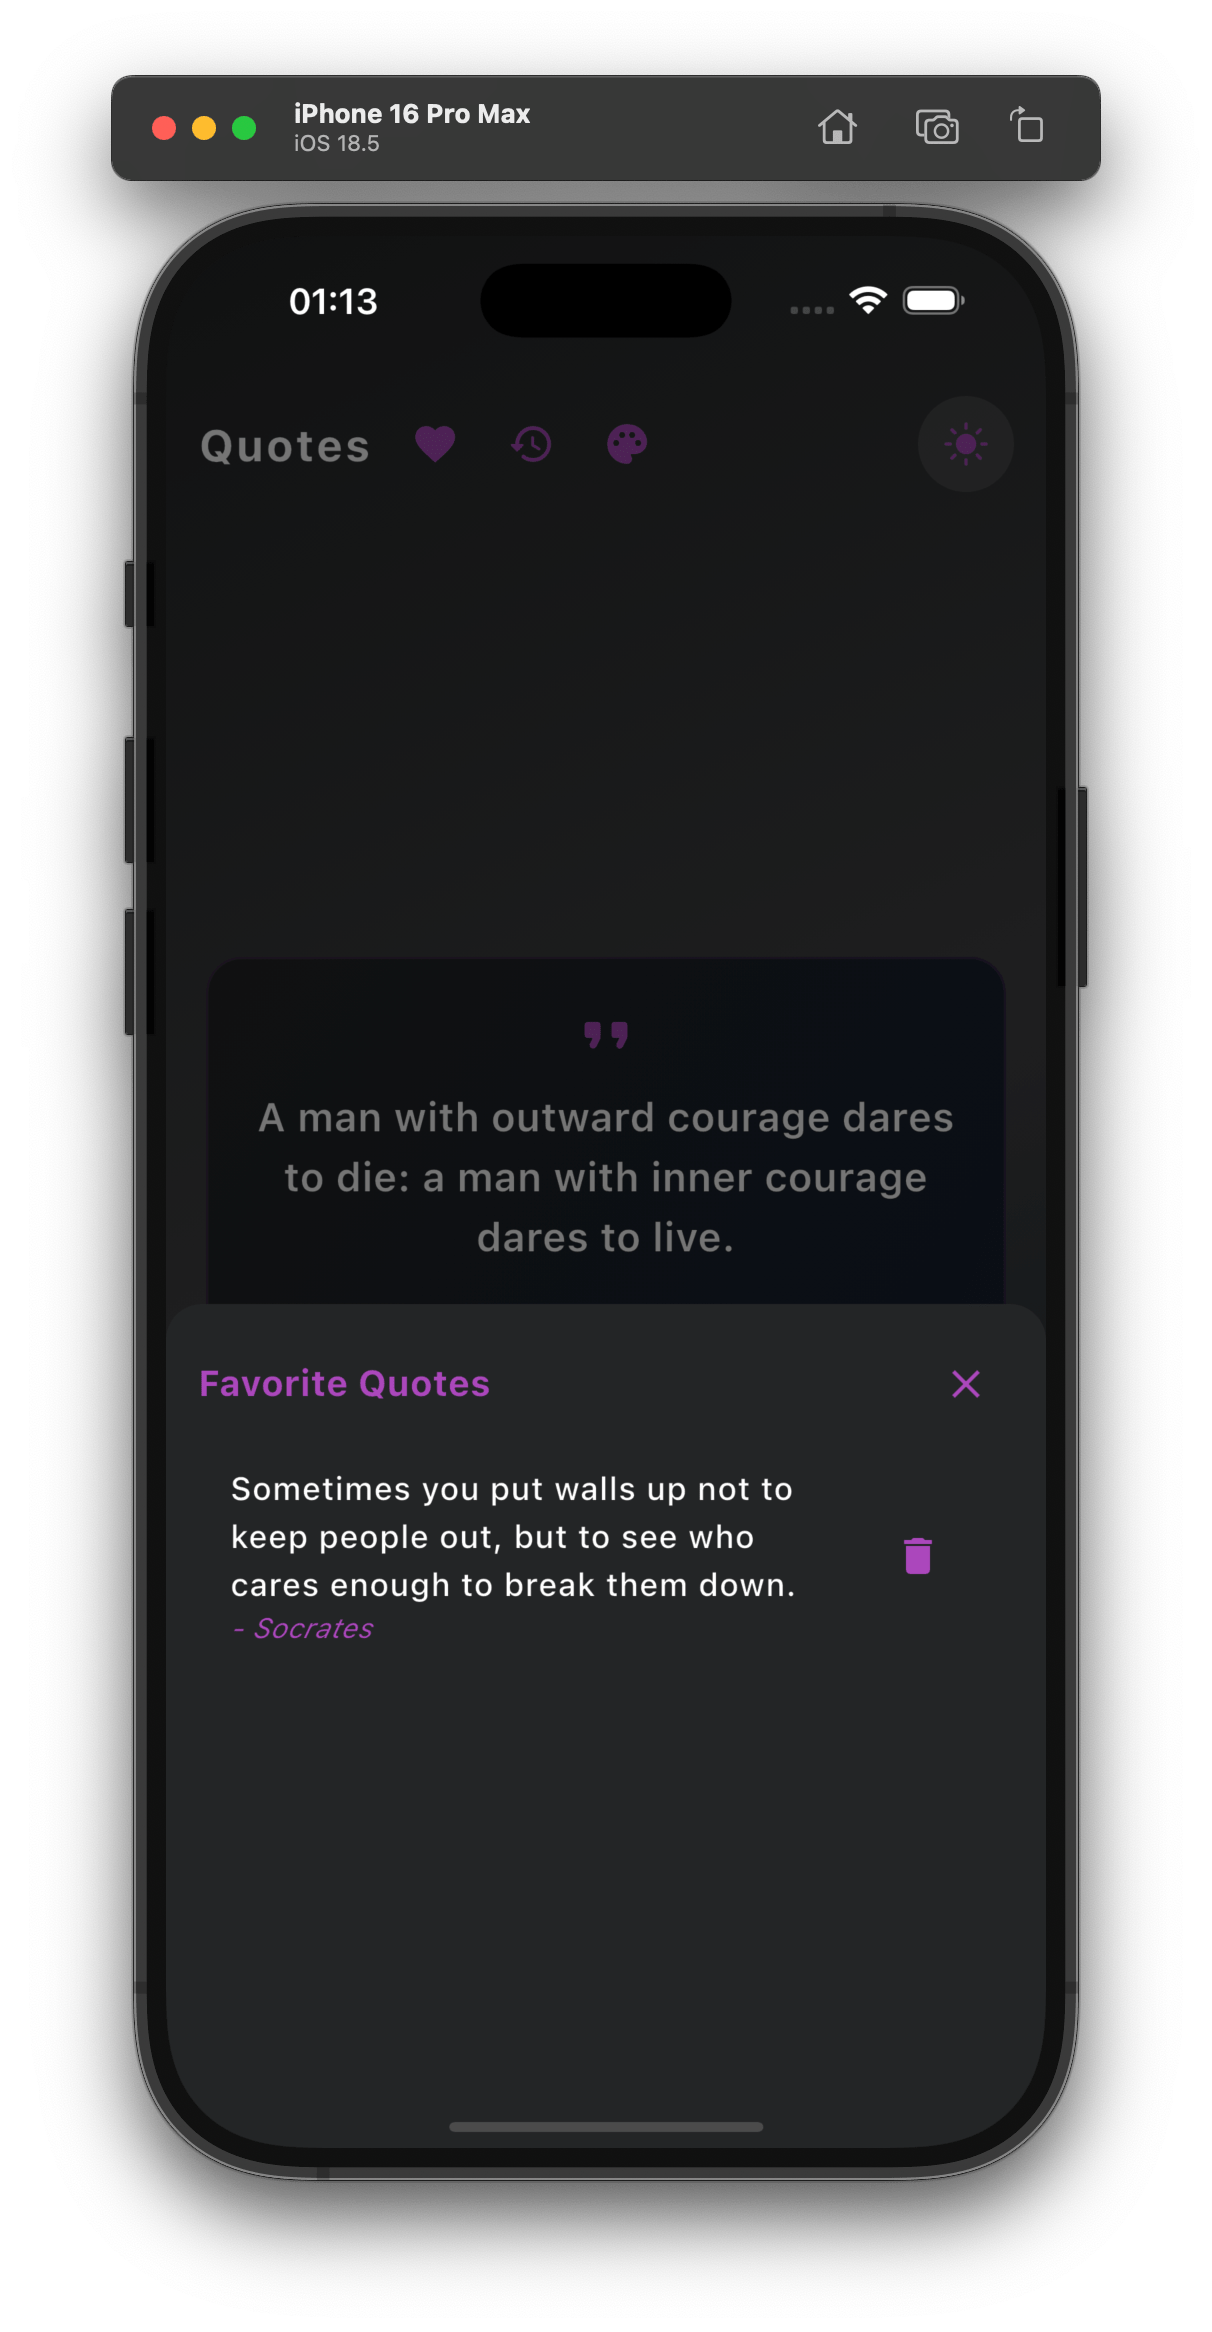 iPhone 16 Pro Max
iOS 18.5
01:13
Quotes
A man with outward courage dares
to die: a man with inner courage
dares to live.
Favorite Quotes
Sometimes you put walls up not to
keep people out, but to see who
cares enough to break them down.
- Socrates